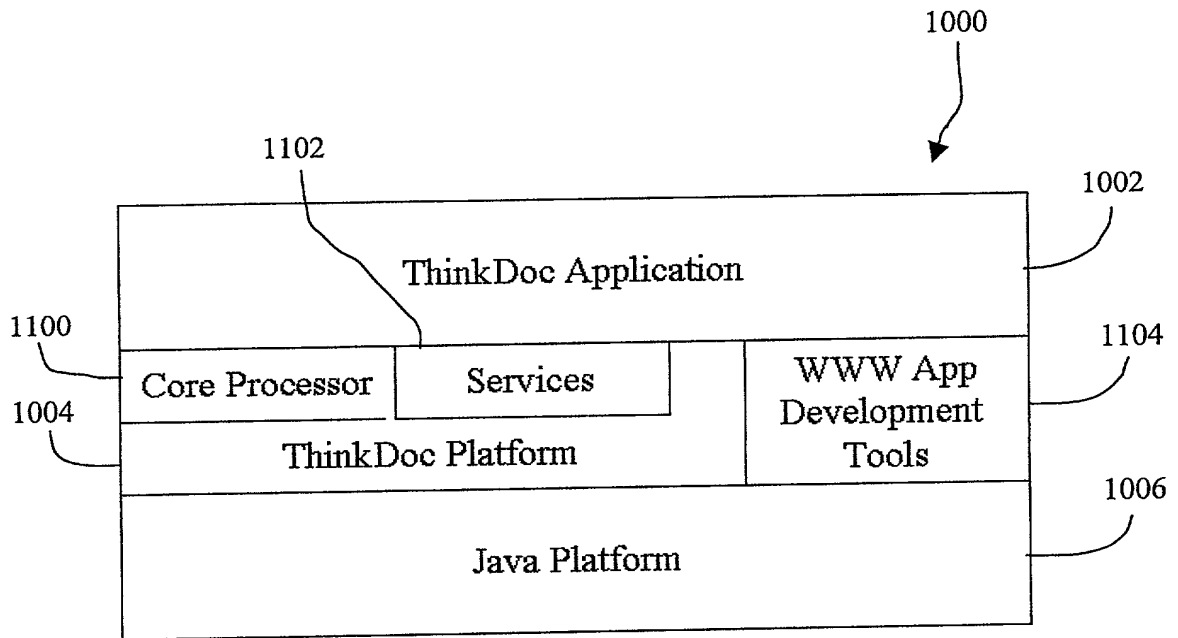 1000
1102
1002
ThinkDoc Application
1100
1104
Core Processor
Services
WWW App
Development
Tools
1004
ThinkDoc Platform
1006
Java Platform